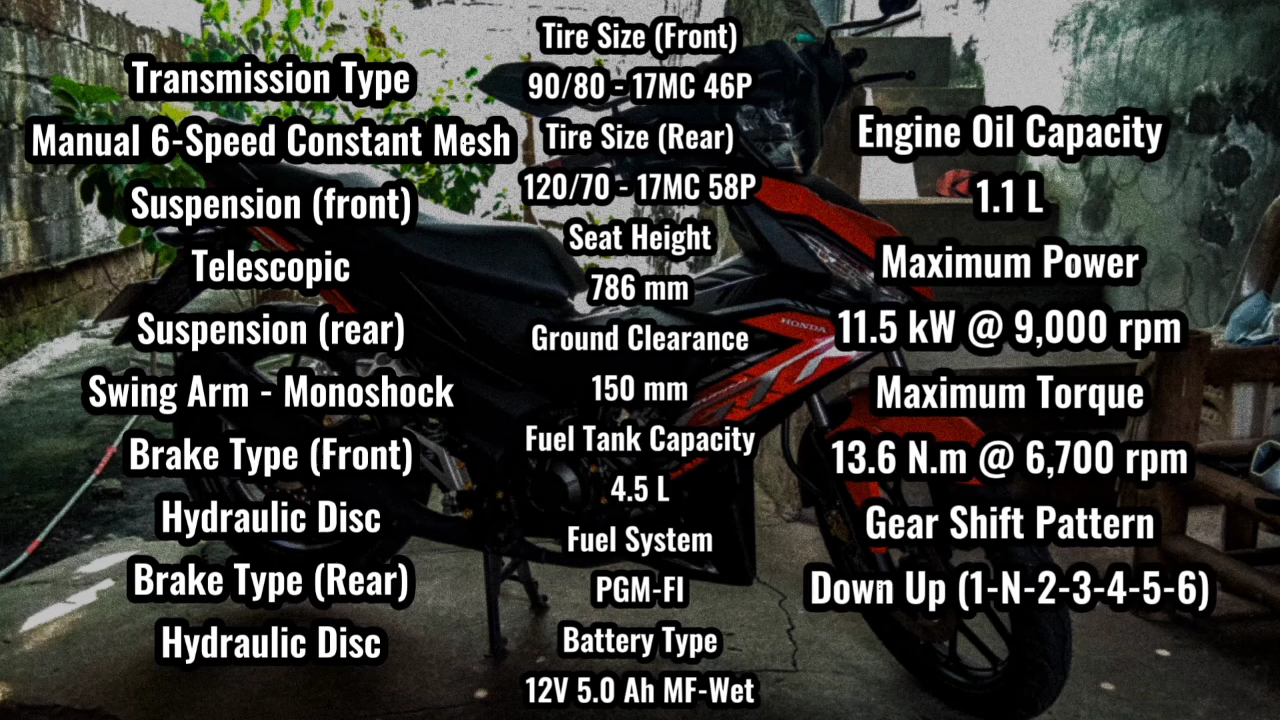 Transmission Type
Manual 6-Speed Constant Mesh
Suspension (front)
Telescopic
Suspension (rear)
Swing Arm - Monoshock
Brake Type (Front)
Hydraulic Disc
Brake Type (Rear)
Hydraulic Disc
Tire Size (Front)
90/80 - 17MC 46P
Tire Size (Rear)
120/70 - 17MC 58P
Seat Height
786 mm
Ground Clearance
150 mm
Fuel Tank Capacity
4.5 L
Fuel System
PGM-FI
Battery Type
12V 5.0 Ah MF-Wet
Engine Oil Capacity
1.1 L
Maximum Power
11.5 kW @ 9,000 rpm
Maximum Torque
13.6 N.m @ 6,700 rpm
Gear Shift Pattern
Down Up (1-N-2-3-4-5-6)
HONDA